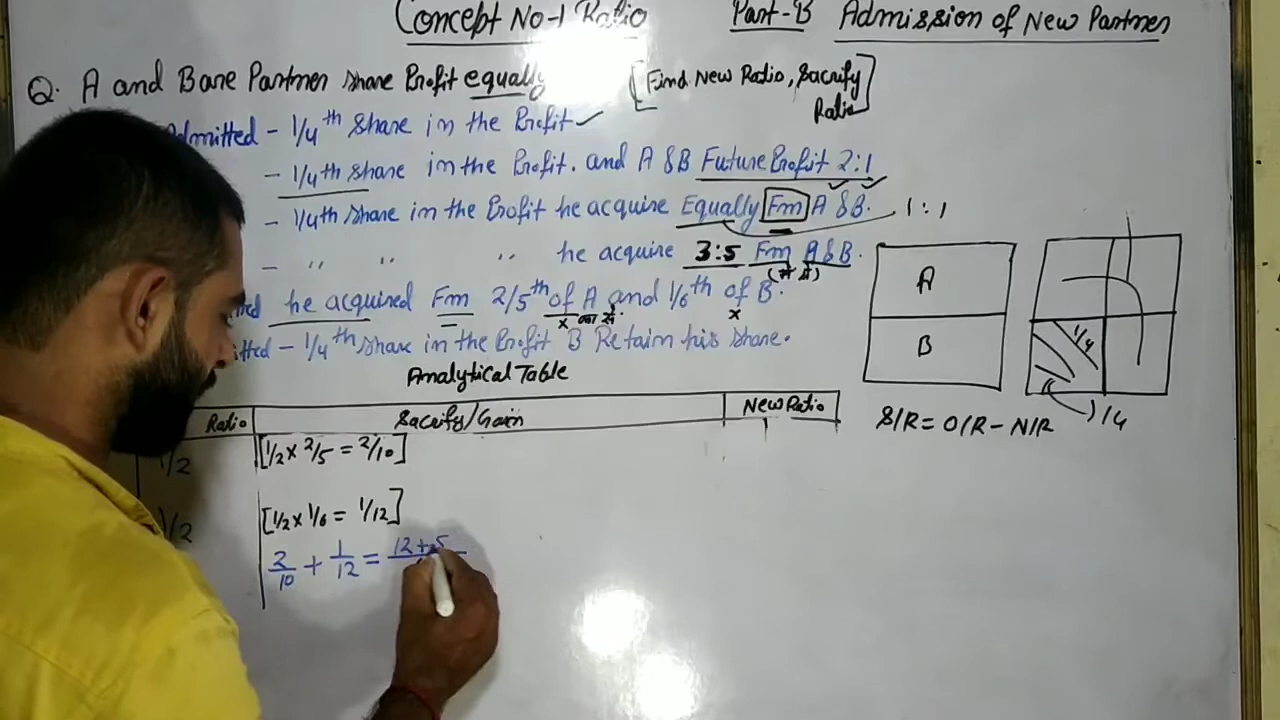 Concept No-1 Ratio Part-B Admission of New Partner
Q. A and B are Partner share Profit equally [Find New Ratio, Sacrify Ratio]
Admitted - 1/4th share in the Profit
- 1/4th share in the Profit. and A & B Future Profit 2:1
- 1/4th share in the Profit he acquire Equally Fm A & B. 1:1
- " " " he acquire 3:5 Fm A & B.
he acquired Fm 2/5th of A and 1/6th of B.
x x
- 1/4th share in the Profit B Retain his share.
Analytical Table
Ratio Sacrify/Gain New Ratio
1/2 [1/2 x 2/5 = 2/10]
1/2 [1/2 x 1/6 = 1/12]
2/10 + 1/12 = 12+5
A
B
1/4
1/4
S/R = O/R - N/R